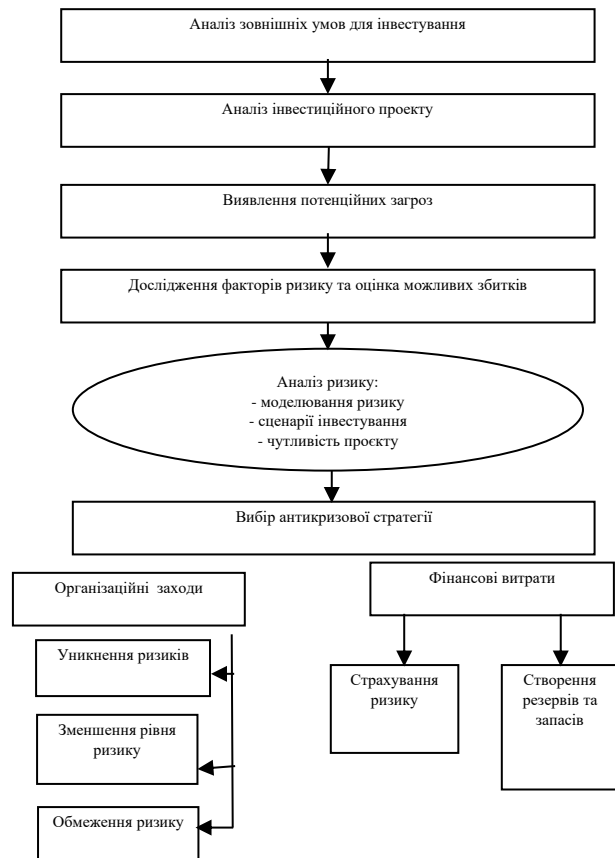 Аналіз зовнішніх умов для інвестування
Аналіз інвестиційного проекту
Виявлення потенційних загроз
Дослідження факторів ризику та оцінка можливих збитків
Аналіз ризику:
- моделювання ризику
- сценарії інвестування
- чутливість проєкту
Вибір антикризової стратегії
Організаційні заходи
Уникнення ризиків
Зменшення рівня
ризику
Обмеження ризику
Фінансові витрати
Страхування
ризику
Створення
резервів та
запасів